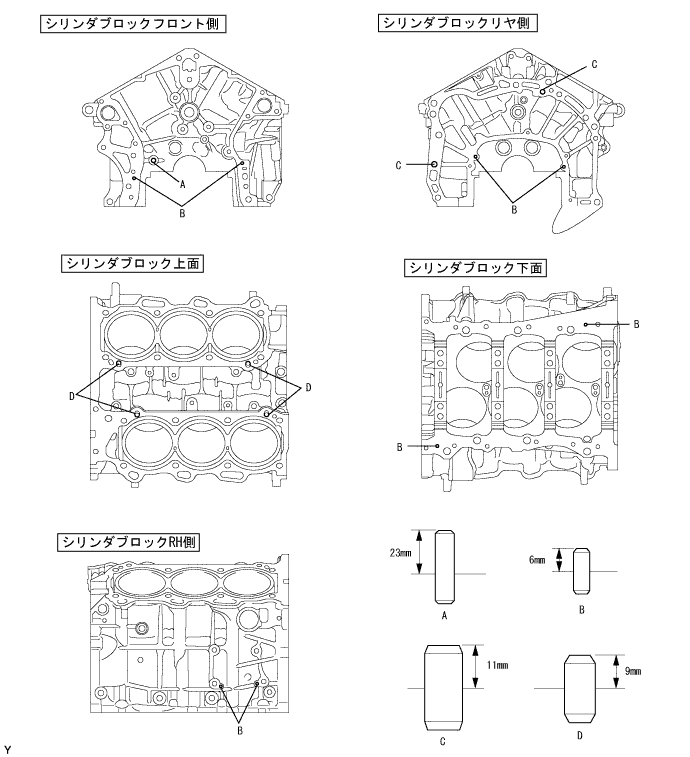 シリンダブロックフロント側
シリンダブロックリヤ側
C
A
B
C
B
シリンダブロック上面
シリンダブロック下面
D
D
B
B
シリンダブロックRH側
B
23mm
A
6mm
B
11mm
C
9mm
D
Y